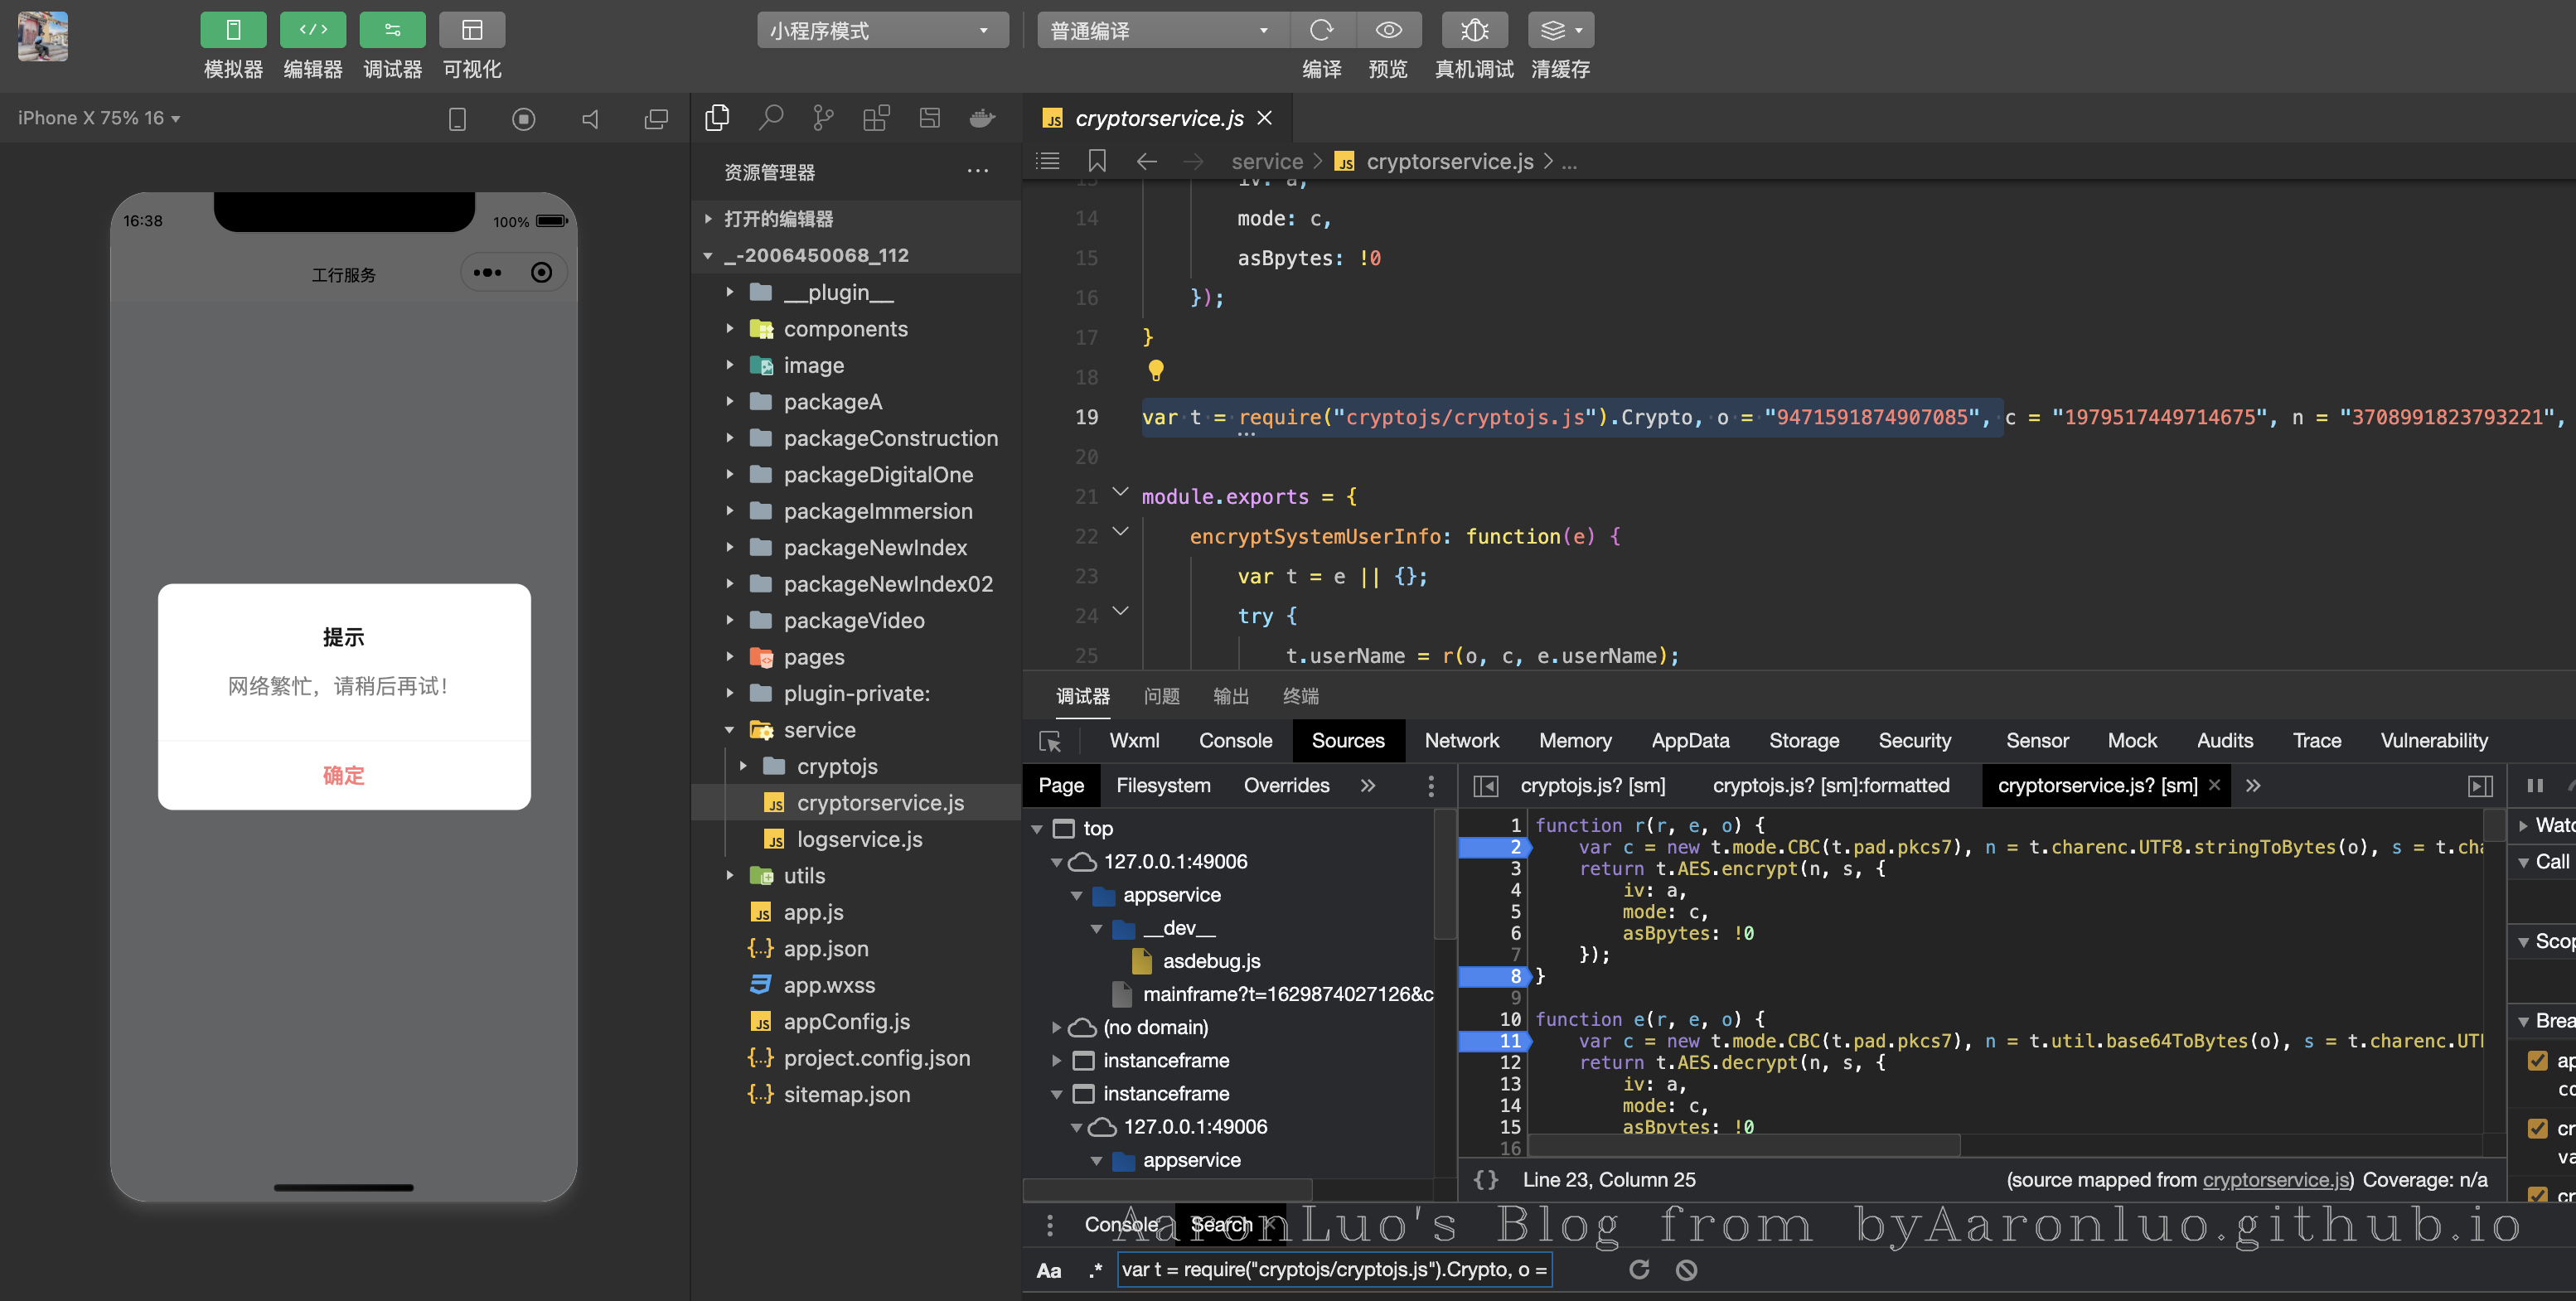 模拟器 编辑器 调试器 可视化
小程序模式 普通编译
编译 预览 真机调试 清缓存
iPhone X 75% 16
16:38 100%
工行服务
提示
网络繁忙，请稍后再试！
确定
资源管理器 ...
打开的编辑器
_-2006450068_112
__plugin__
components
image
packageA
packageConstruction
packageDigitalOne
packageImmersion
packageNewIndex
packageNewIndex02
packageVideo
pages
plugin-private:
service
cryptojs
JS cryptorservice.js
JS logservice.js
utils
JS app.js
{..} app.json
app.wxss
JS appConfig.js
{..} project.config.json
{..} sitemap.json
JS cryptorservice.js
service > JS cryptorservice.js > ...
iv: a,
14 mode: c,
15 asBpytes: !0
16 });
17 }
18
19 var t = require("cryptojs/cryptojs.js").Crypto, o = "9471591874907085", c = "1979517449714675", n = "3708991823793221",
20
21 module.exports = {
22 encryptSystemUserInfo: function(e) {
23 var t = e || {};
24 try {
25 t.userName = r(o, c, e.userName);
调试器 问题 输出 终端
Wxml Console Sources Network Memory AppData Storage Security Sensor Mock Audits Trace Vulnerability
Page Filesystem Overrides »
top
127.0.0.1:49006
appservice
__dev__
asdebug.js
mainframe?t=1629874027126&c
(no domain)
instanceframe
instanceframe
127.0.0.1:49006
appservice
cryptojs.js? [sm] cryptojs.js? [sm]:formatted cryptorservice.js? [sm] × »
1 function r(r, e, o) {
2 var c = new t.mode.CBC(t.pad.pkcs7), n = t.charenc.UTF8.stringToBytes(o), s = t.cha
3 return t.AES.encrypt(n, s, {
4 iv: a,
5 mode: c,
6 asBpytes: !0
7 });
8 }
9
10 function e(r, e, o) {
11 var c = new t.mode.CBC(t.pad.pkcs7), n = t.util.base64ToBytes(o), s = t.charenc.UTF
12 return t.AES.decrypt(n, s, {
13 iv: a,
14 mode: c,
15 asBpytes: !0
16
{} Line 23, Column 25 (source mapped from cryptorservice.js) Coverage: n/a
Watc
Call
Scop
Brea
ap
co
cr
va
cr
Console Search ×
AaronLuo's Blog from byAaronluo.github.io
Aa .* var t = require("cryptojs/cryptojs.js").Crypto, o =